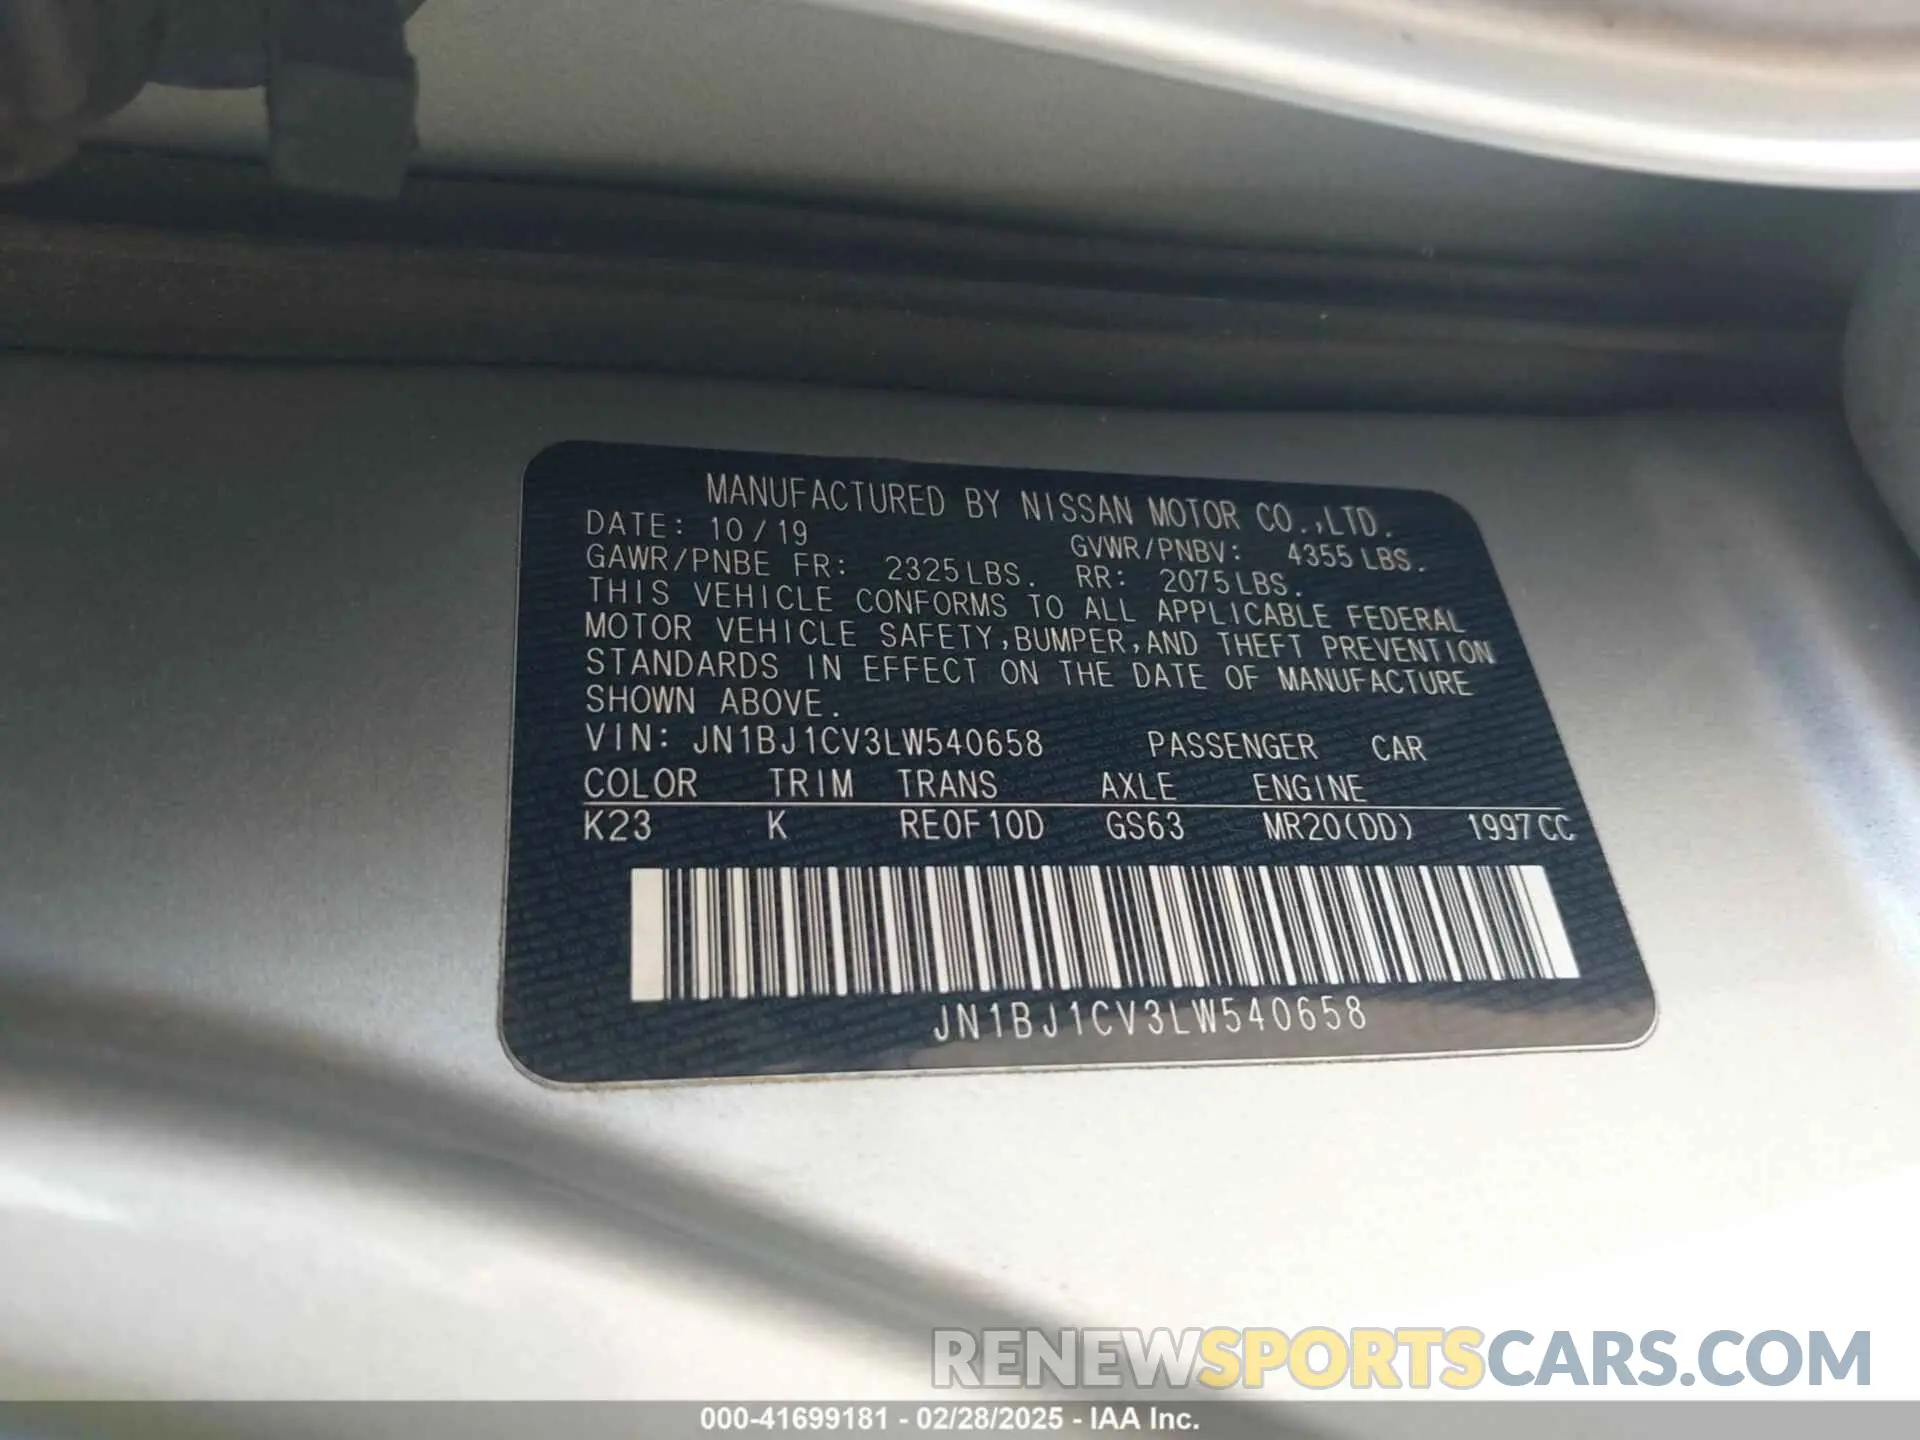 MANUFACTURED BY NISSAN MOTOR CO.,LTD.
DATE: 10/19 GVWR/PNBV: 4355 LBS.
GAWR/PNBE FR: 2325LBS. RR: 2075LBS.
THIS VEHICLE CONFORMS TO ALL APPLICABLE FEDERAL
MOTOR VEHICLE SAFETY,BUMPER,AND THEFT PREVENTION
STANDARDS IN EFFECT ON THE DATE OF MANUFACTURE
SHOWN ABOVE.
VIN: JN1BJ1CV3LW540658 PASSENGER CAR
COLOR TRIM TRANS AXLE ENGINE
K23 K RE0F10D GS63 MR20(DD) 1997CC
JN1BJ1CV3LW540658
RENEWSPORTSCARS.COM
000-41699181 - 02/28/2025 - IAA Inc.